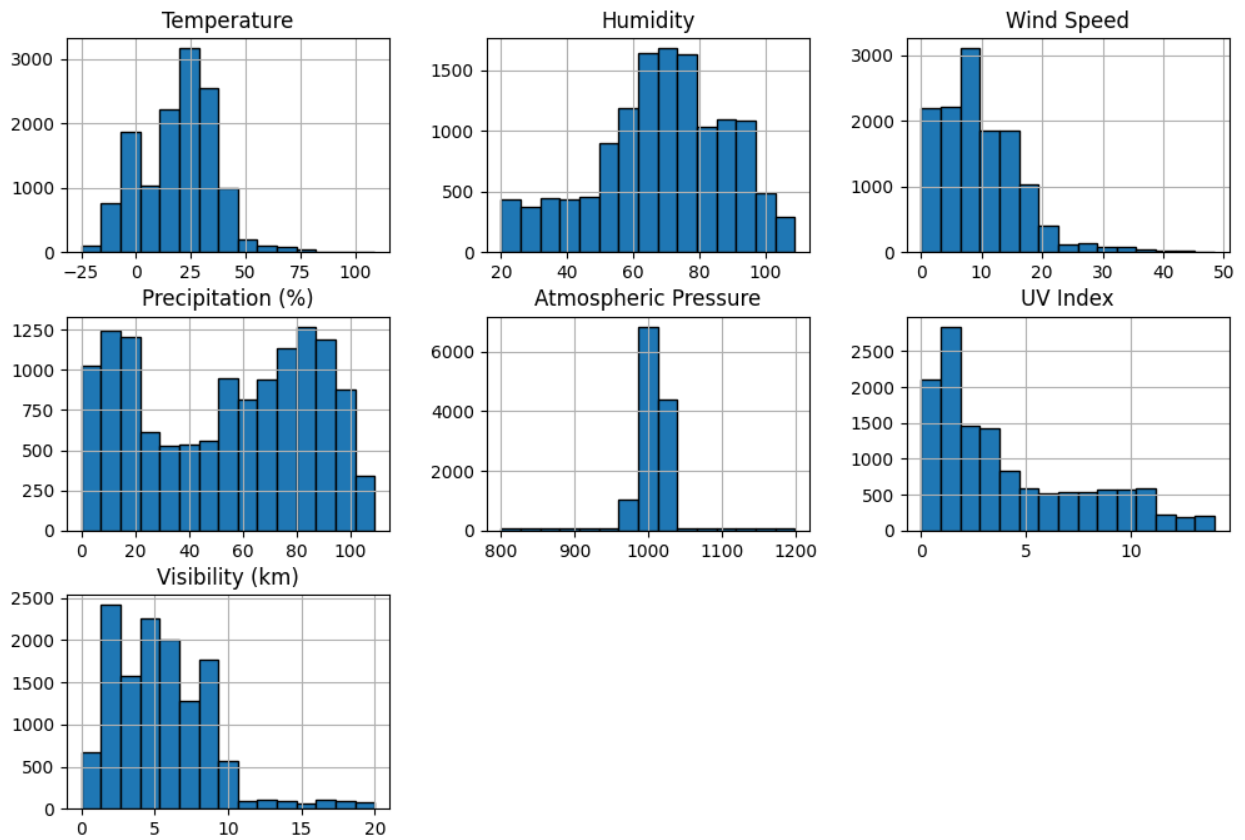 Temperature
3000
2000
1000
0
−25 0 25 50 75 100
Humidity
1500
1000
500
0
20 40 60 80 100
Wind Speed
3000
2000
1000
0
0 10 20 30 40 50
Precipitation (%)
1250
1000
750
500
250
0
0 20 40 60 80 100
Atmospheric Pressure
6000
4000
2000
0
800 900 1000 1100 1200
UV Index
2500
2000
1500
1000
500
0
0 5 10
Visibility (km)
2500
2000
1500
1000
500
0
0 5 10 15 20